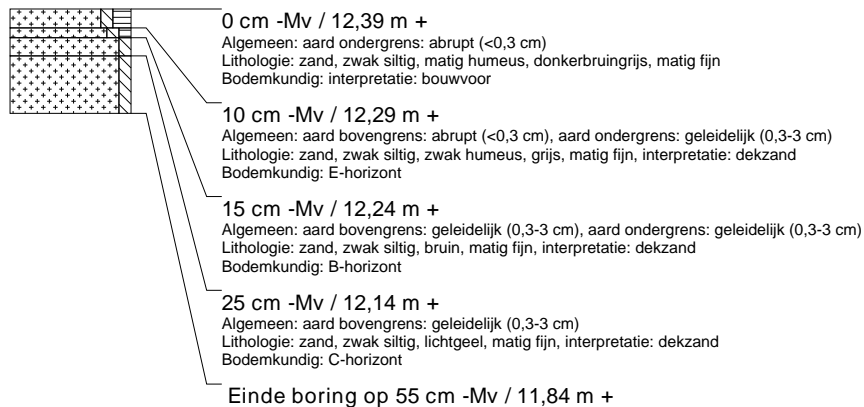 0 cm -Mv / 12,39 m +
Algemeen: aard ondergrens: abrupt (<0,3 cm)
Lithologie: zand, zwak siltig, matig humeus, donkerbruingrijs, matig fijn
Bodemkundig: interpretatie: bouwvoor
10 cm -Mv / 12,29 m +
Algemeen: aard bovengrens: abrupt (<0,3 cm), aard ondergrens: geleidelijk (0,3-3 cm)
Lithologie: zand, zwak siltig, zwak humeus, grijs, matig fijn, interpretatie: dekzand
Bodemkundig: E-horizont
15 cm -Mv / 12,24 m +
Algemeen: aard bovengrens: geleidelijk (0,3-3 cm), aard ondergrens: geleidelijk (0,3-3 cm)
Lithologie: zand, zwak siltig, bruin, matig fijn, interpretatie: dekzand
Bodemkundig: B-horizont
25 cm -Mv / 12,14 m +
Algemeen: aard bovengrens: geleidelijk (0,3-3 cm)
Lithologie: zand, zwak siltig, lichtgeel, matig fijn, interpretatie: dekzand
Bodemkundig: C-horizont
Einde boring op 55 cm -Mv / 11,84 m +